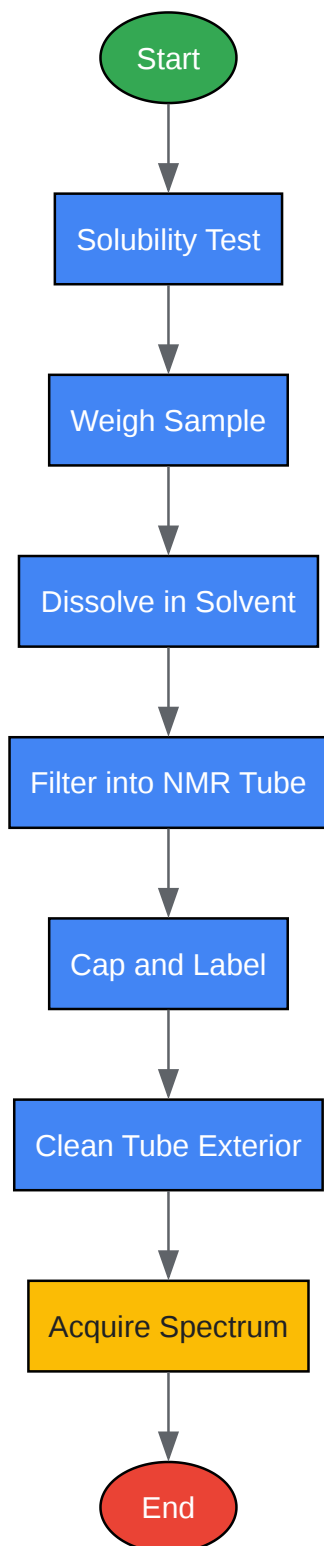 Start
Solubility Test
Weigh Sample
Dissolve in Solvent
Filter into NMR Tube
Cap and Label
Clean Tube Exterior
Acquire Spectrum
End